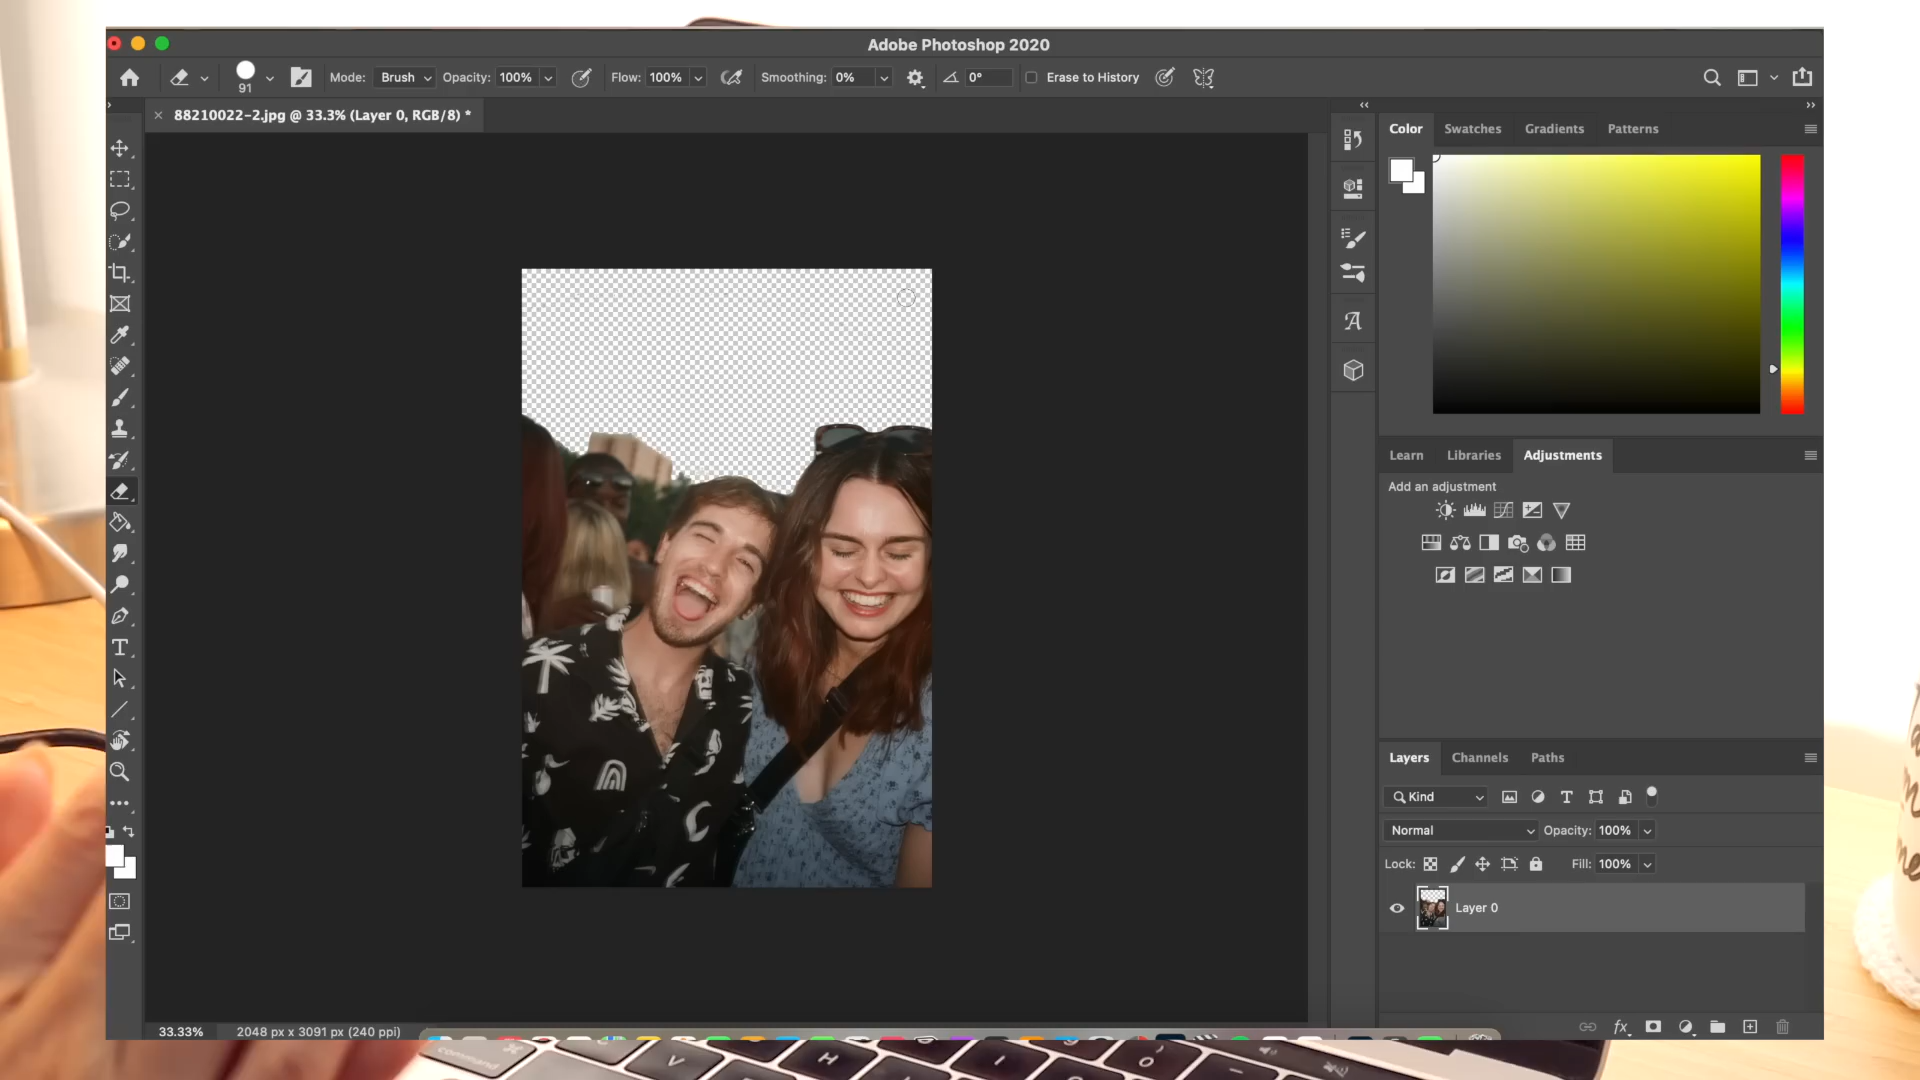 Adobe Photoshop 2020
91
Mode: Brush Opacity: 100% Flow: 100% Smoothing: 0% 0° Erase to History
88210022-2.jpg @ 33.3% (Layer 0, RGB/8) *
Color Swatches Gradients Patterns
Learn Libraries Adjustments
Add an adjustment
Layers Channels Paths
Kind
Normal Opacity: 100%
Lock: Fill: 100%
Layer 0
fx
33.33% 2048 px x 3091 px (240 ppi)
command V H I O